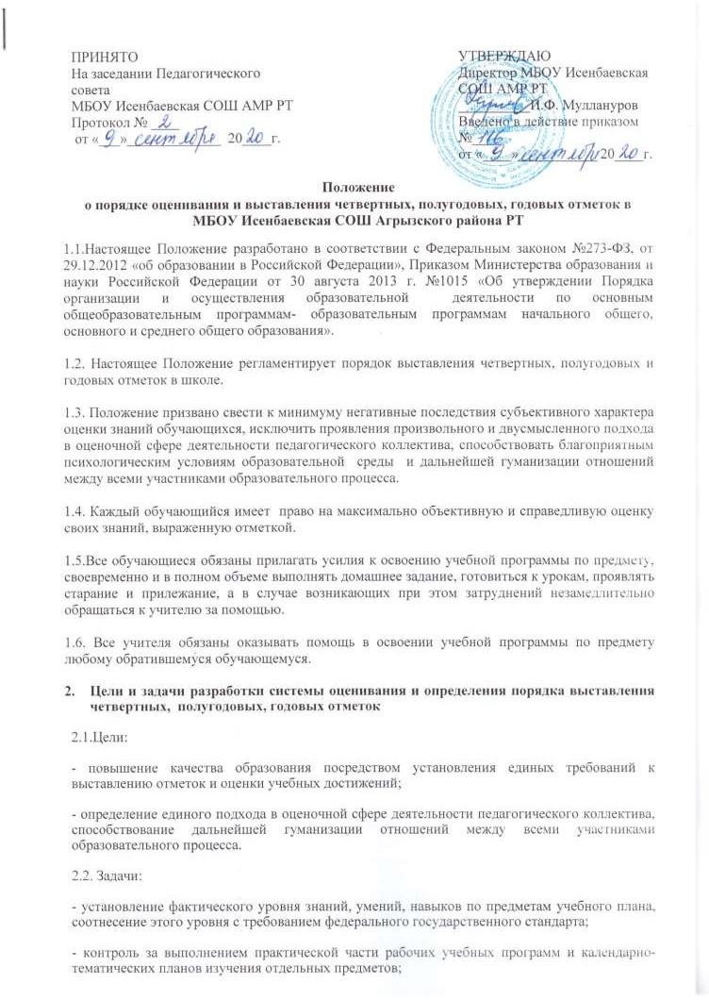 ПРИНЯТО
На заседании Педагогического
совета
МБОУ Исенбаевская СОШ АМР РТ
Протокол № 2
от « 9 » сентября 2020 г.
УТВЕРЖДАЮ
Директор МБОУ Исенбаевская
СОШ АМР РТ
И.Ф. Муллануров
Введено в действие приказом
№ 116
от « 9 » сентября 2020 г.
Положение
о порядке оценивания и выставления четвертных, полугодовых, годовых отметок в
МБОУ Исенбаевская СОШ Агрызского района РТ
1.1.Настоящее Положение разработано в соответствии с Федеральным законом №273-ФЗ, от
29.12.2012 «об образовании в Российской Федерации», Приказом Министерства образования и
науки Российской Федерации от 30 августа 2013 г. №1015 «Об утверждении Порядка
организации и осуществления образовательной деятельности по основным
общеобразовательным программам- образовательным программам начального общего,
основного и среднего общего образования».
1.2. Настоящее Положение регламентирует порядок выставления четвертных, полугодовых и
годовых отметок в школе.
1.3. Положение призвано свести к минимуму негативные последствия субъективного характера
оценки знаний обучающихся, исключить проявления произвольного и двусмысленного подхода
в оценочной сфере деятельности педагогического коллектива, способствовать благоприятным
психологическим условиям образовательной среды и дальнейшей гуманизации отношений
между всеми участниками образовательного процесса.
1.4. Каждый обучающийся имеет право на максимально объективную и справедливую оценку
своих знаний, выраженную отметкой.
1.5.Все обучающиеся обязаны прилагать усилия к освоению учебной программы по предмету,
своевременно и в полном объеме выполнять домашнее задание, готовиться к урокам, проявлять
старание и прилежание, а в случае возникающих при этом затруднений незамедлительно
обращаться к учителю за помощью.
1.6. Все учителя обязаны оказывать помощь в освоении учебной программы по предмету
любому обратившемуся обучающемуся.
2. Цели и задачи разработки системы оценивания и определения порядка выставления
четвертных, полугодовых, годовых отметок
2.1.Цели:
- повышение качества образования посредством установления единых требований к
выставлению отметок и оценки учебных достижений;
- определение единого подхода в оценочной сфере деятельности педагогического коллектива,
способствование дальнейшей гуманизации отношений между всеми участниками
образовательного процесса.
2.2. Задачи:
- установление фактического уровня знаний, умений, навыков по предметам учебного плана,
соотнесение этого уровня с требованием федерального государственного стандарта;
- контроль за выполнением практической части рабочих учебных программ и календарно-
тематических планов изучения отдельных предметов;